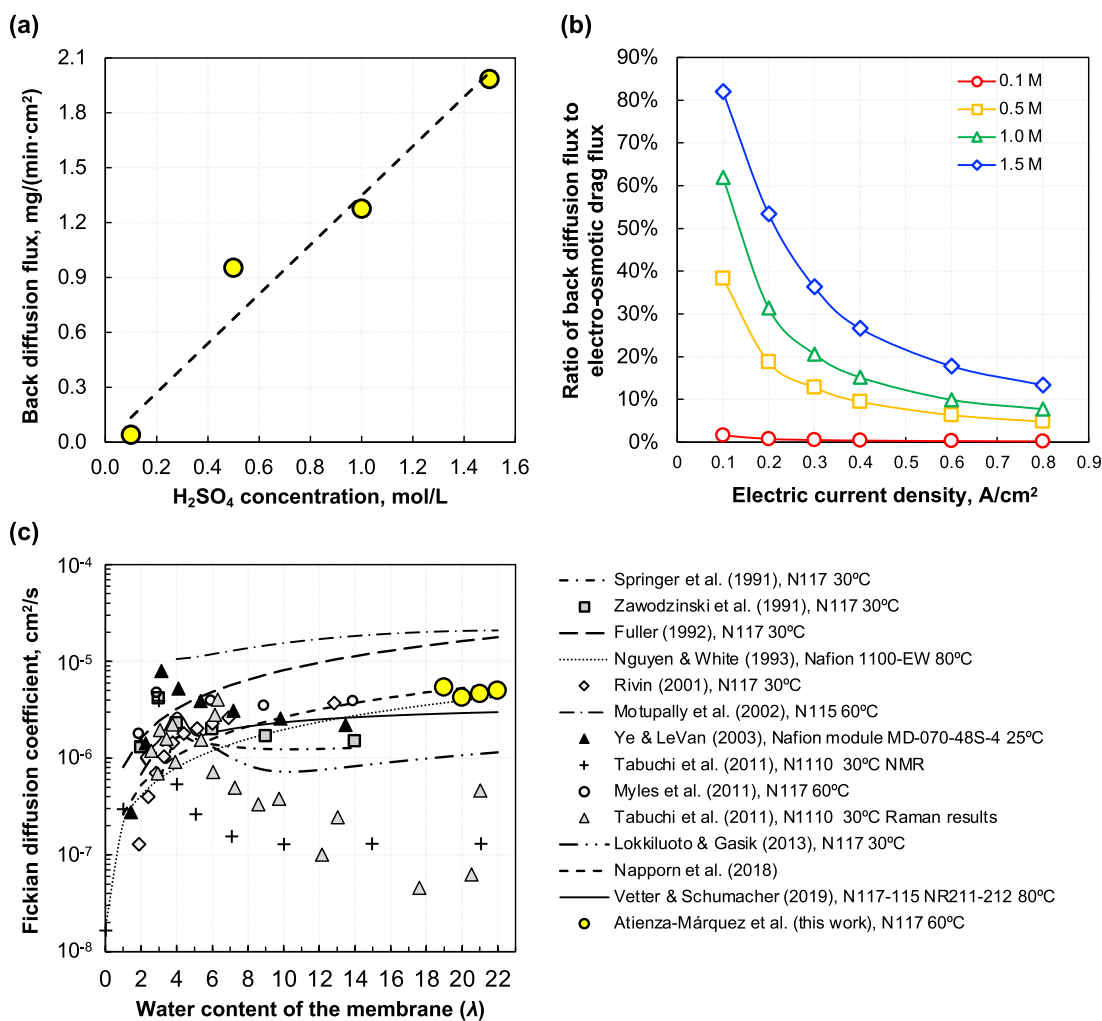 (a)
Back diffusion flux, mg/(min·cm²)
2.1
1.8
1.5
1.2
0.9
0.6
0.3
0.0
0.0 0.2 0.4 0.6 0.8 1.0 1.2 1.4 1.6
H₂SO₄ concentration, mol/L
(b)
Ratio of back diffusion flux to
electro-osmotic drag flux
90%
80%
70%
60%
50%
40%
30%
20%
10%
0%
0 0.1 0.2 0.3 0.4 0.5 0.6 0.7 0.8 0.9
Electric current density, A/cm²
0.1 M
0.5 M
1.0 M
1.5 M
(c)
Fickian diffusion coefficient, cm²/s
10⁻⁴
10⁻⁵
10⁻⁶
10⁻⁷
10⁻⁸
0 2 4 6 8 10 12 14 16 18 20 22
Water content of the membrane (λ)
Springer et al. (1991), N117 30ºC
Zawodzinski et al. (1991), N117 30ºC
Fuller (1992), N117 30ºC
Nguyen & White (1993), Nafion 1100-EW 80ºC
Rivin (2001), N117 30ºC
Motupally et al. (2002), N115 60ºC
Ye & LeVan (2003), Nafion module MD-070-48S-4 25ºC
Tabuchi et al. (2011), N1110 30ºC NMR
Myles et al. (2011), N117 60ºC
Tabuchi et al. (2011), N1110 30ºC Raman results
Lokkiluoto & Gasik (2013), N117 30ºC
Napporn et al. (2018)
Vetter & Schumacher (2019), N117-115 NR211-212 80ºC
Atienza-Márquez et al. (this work), N117 60ºC